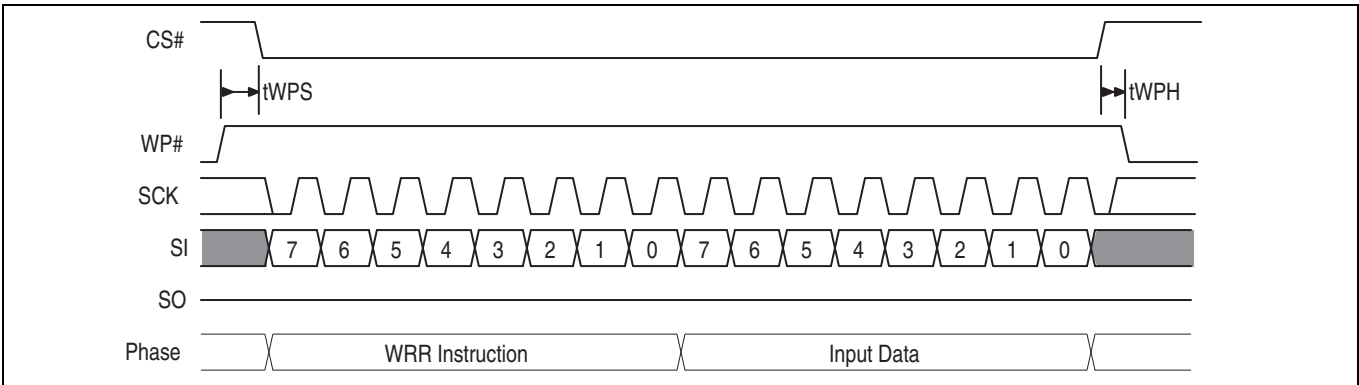 CS#
tWPS
tWPH
WP#
SCK
SI 7 6 5 4 3 2 1 0 7 6 5 4 3 2 1 0
SO
Phase WRR Instruction Input Data